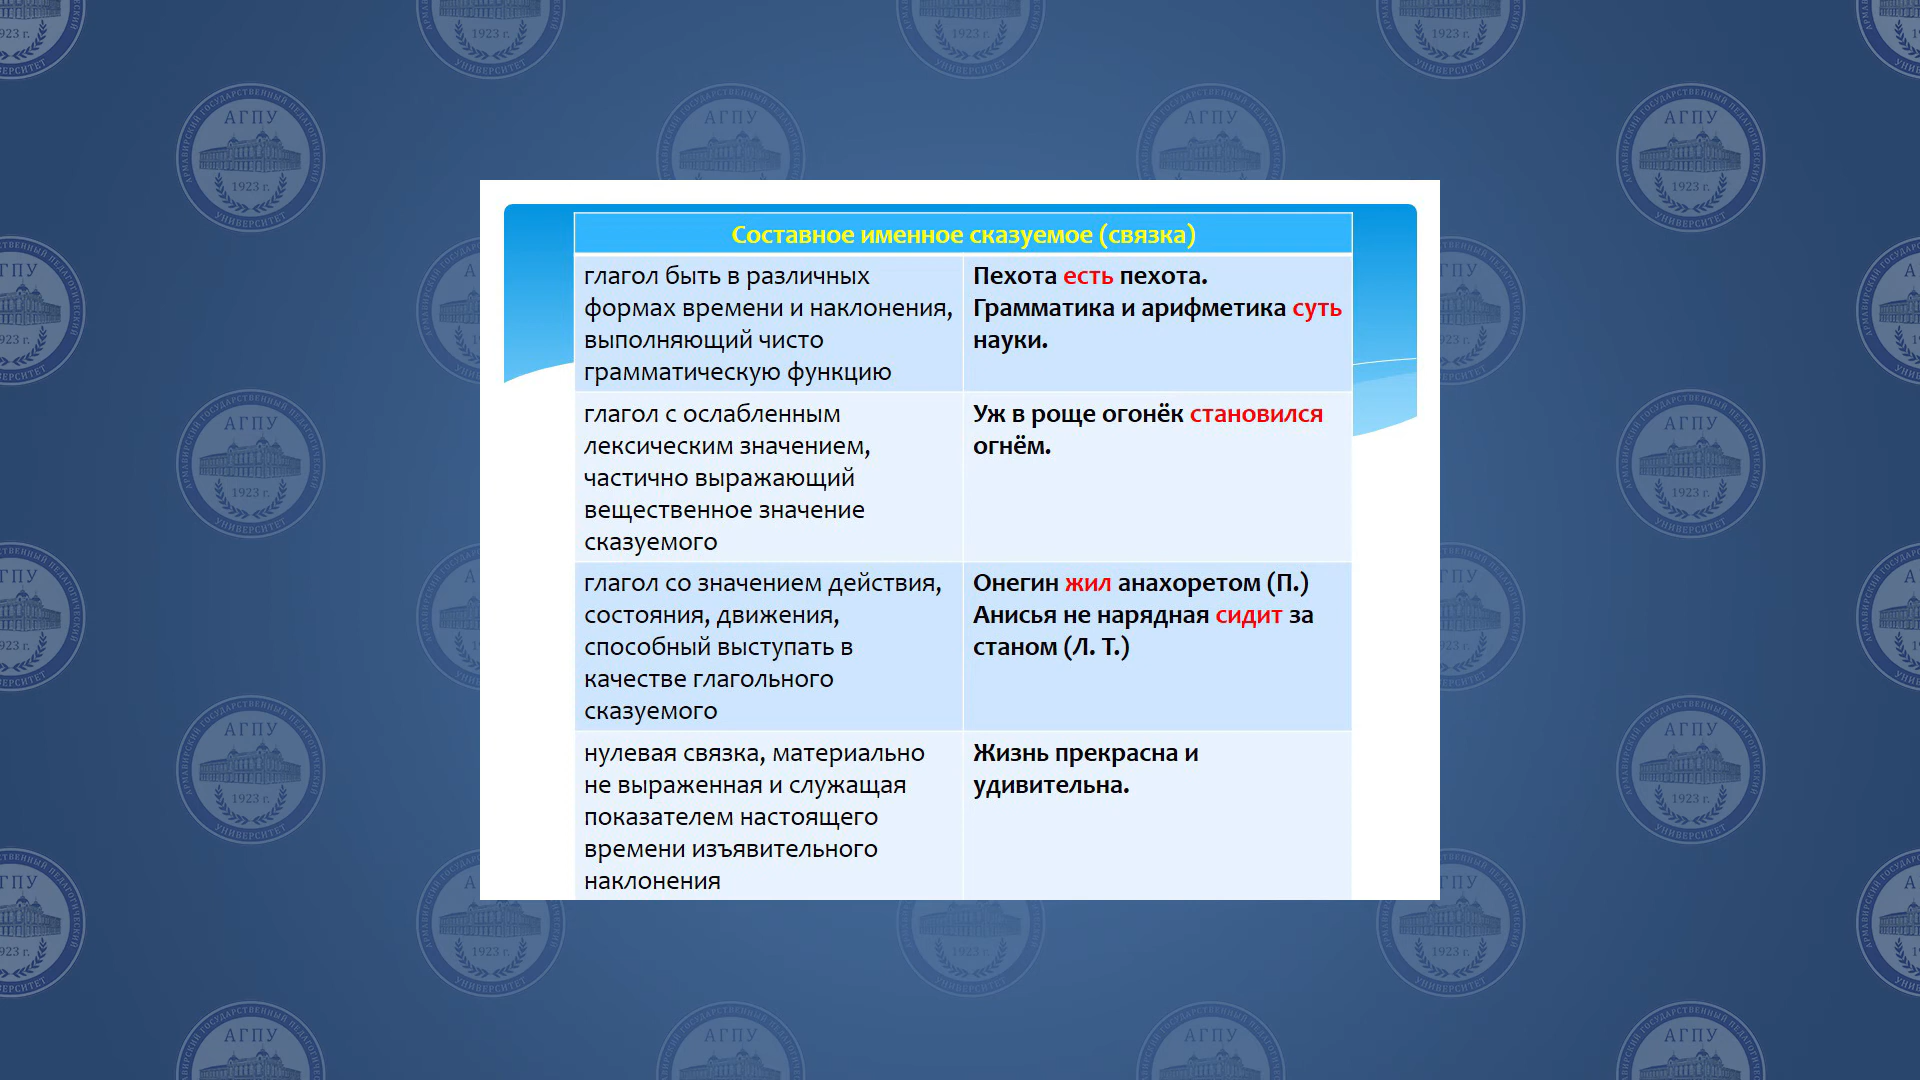 Составное именное сказуемое (связка)
глагол быть в различных
формах времени и наклонения,
выполняющий чисто
грамматическую функцию
Пехота есть пехота.
Грамматика и арифметика суть
науки.
глагол с ослабленным
лексическим значением,
частично выражающий
вещественное значение
сказуемого
Уж в роще огонёк становился
огнём.
глагол со значением действия,
состояния, движения,
способный выступать в
качестве глагольного
сказуемого
Онегин жил анахоретом (П.)
Анисья не нарядная сидит за
станом (Л. Т.)
нулевая связка, материально
не выраженная и служащая
показателем настоящего
времени изъявительного
наклонения
Жизнь прекрасна и
удивительна.
АРМАВИРСКИЙ ГОСУДАРСТВЕННЫЙ ПЕДАГОГИЧЕСКИЙ
АГПУ
1923 г.
УНИВЕРСИТЕТ